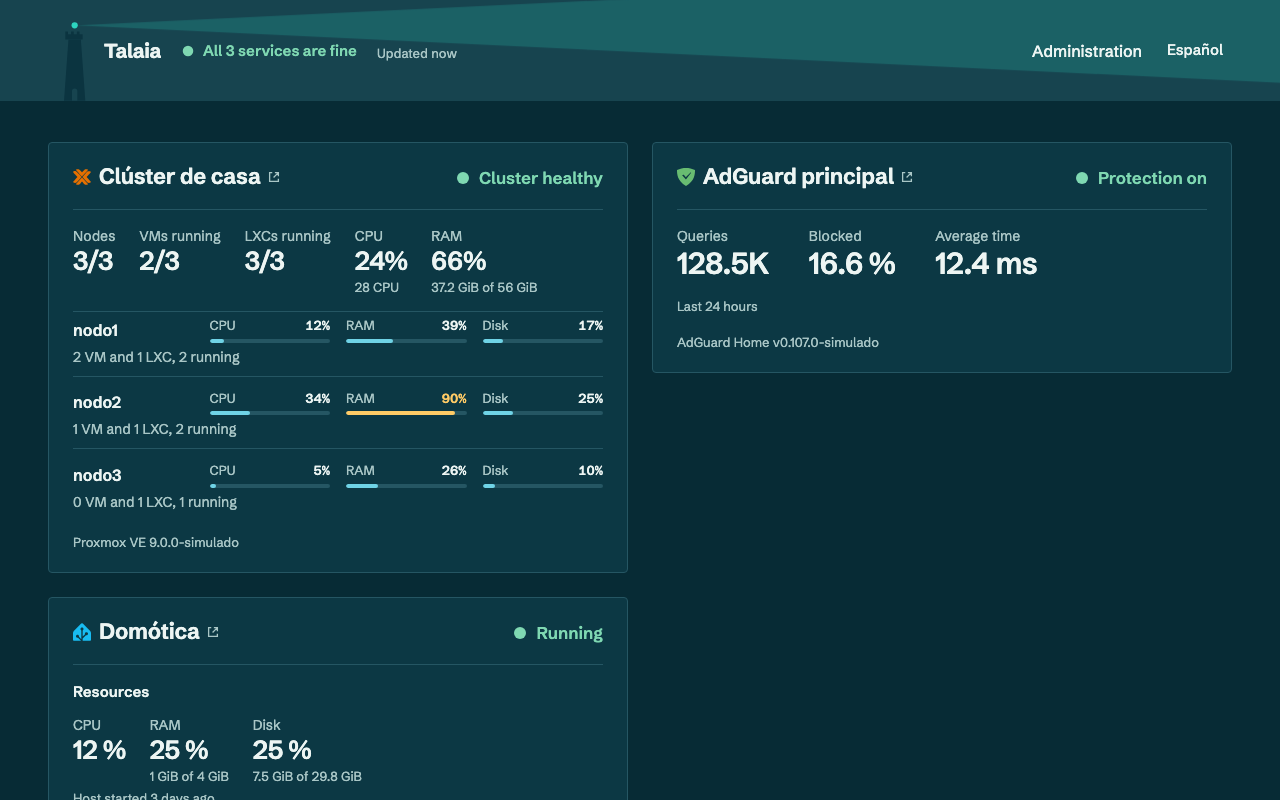 Talaia
All 3 services are fine
Updated now
Administration
Español
Clúster de casa
Cluster healthy
Nodes
3/3
VMs running
2/3
LXCs running
3/3
CPU
24%
28 CPU
RAM
66%
37.2 GiB of 56 GiB
nodo1
CPU 12%
RAM 39%
Disk 17%
2 VM and 1 LXC, 2 running
nodo2
CPU 34%
RAM 90%
Disk 25%
1 VM and 1 LXC, 2 running
nodo3
CPU 5%
RAM 26%
Disk 10%
0 VM and 1 LXC, 1 running
Proxmox VE 9.0.0-simulado
AdGuard principal
Protection on
Queries
128.5K
Blocked
16.6 %
Average time
12.4 ms
Last 24 hours
AdGuard Home v0.107.0-simulado
Domótica
Running
Resources
CPU
12 %
RAM
25 %
1 GiB of 4 GiB
Disk
25 %
7.5 GiB of 29.8 GiB
Host started 3 days ago